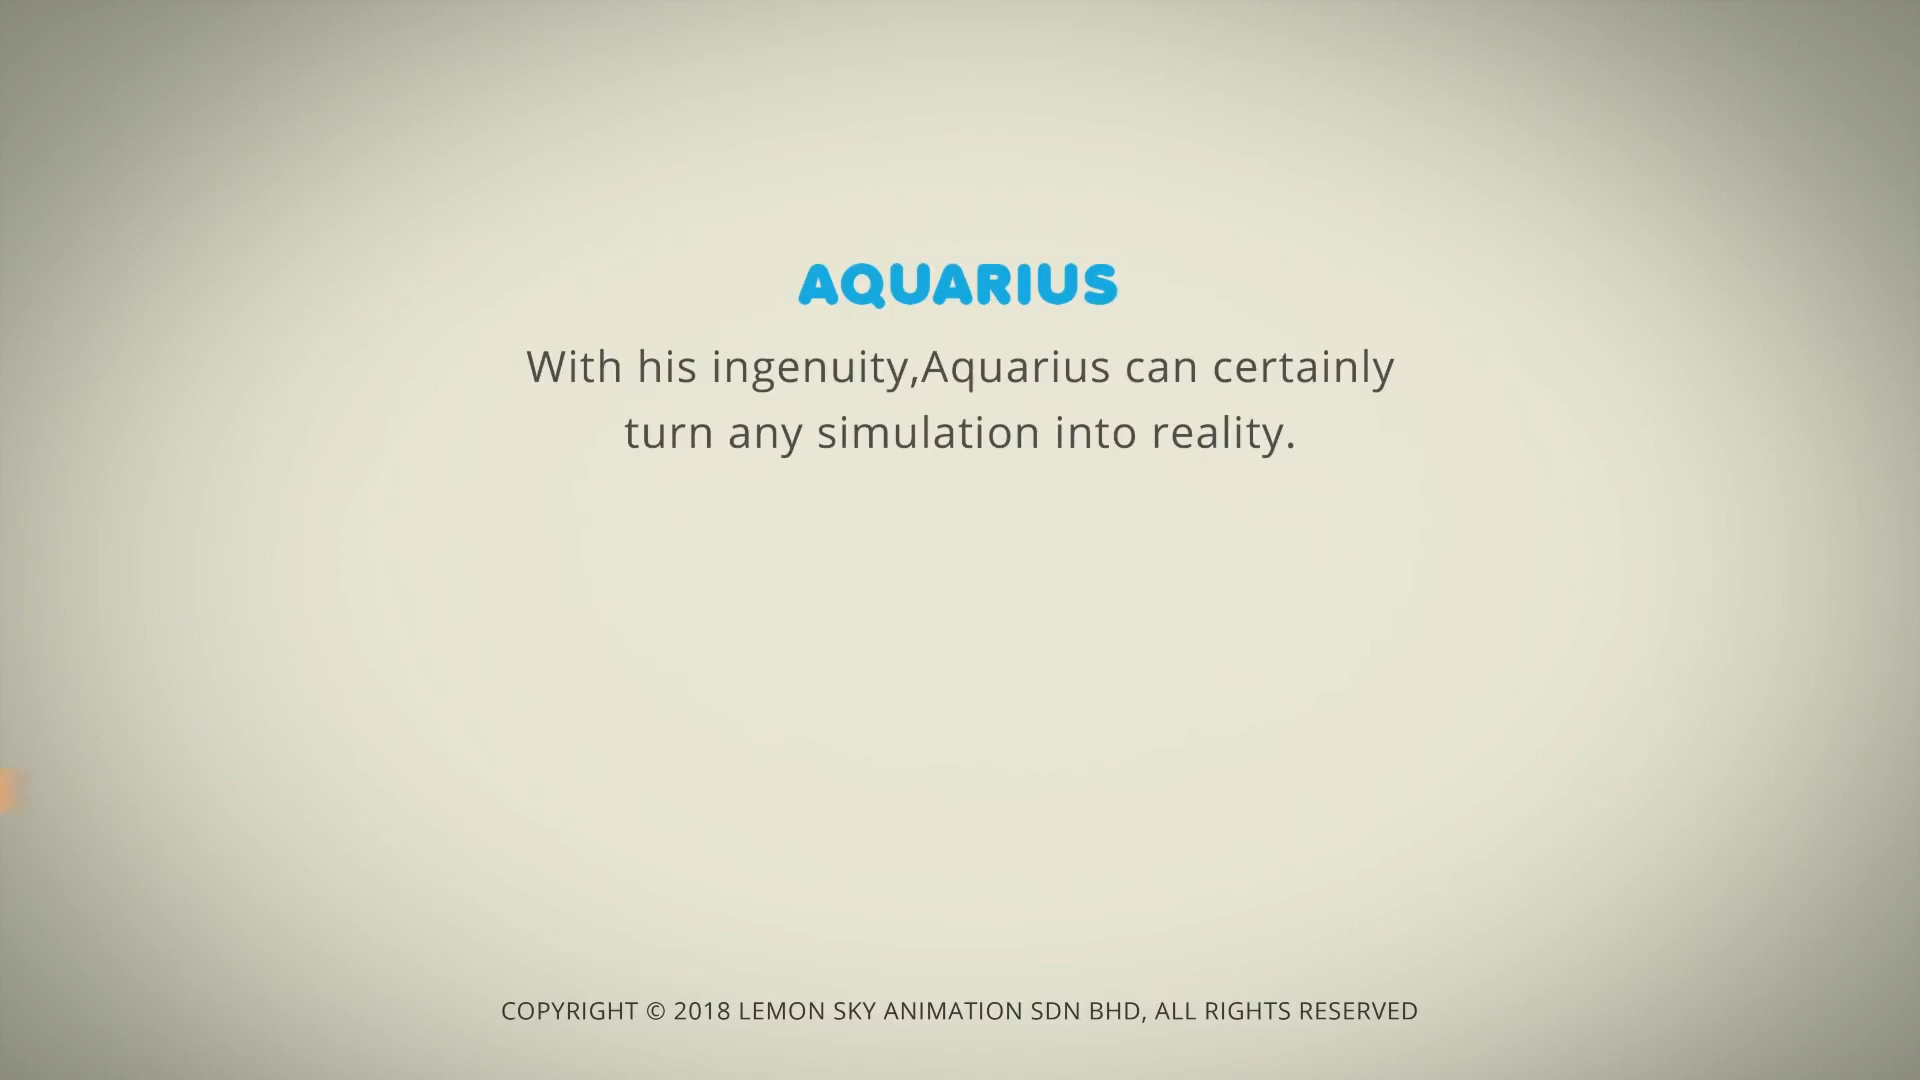 AQUARIUS
With his ingenuity,Aquarius can certainly
turn any simulation into reality.
COPYRIGHT © 2018 LEMON SKY ANIMATION SDN BHD, ALL RIGHTS RESERVED